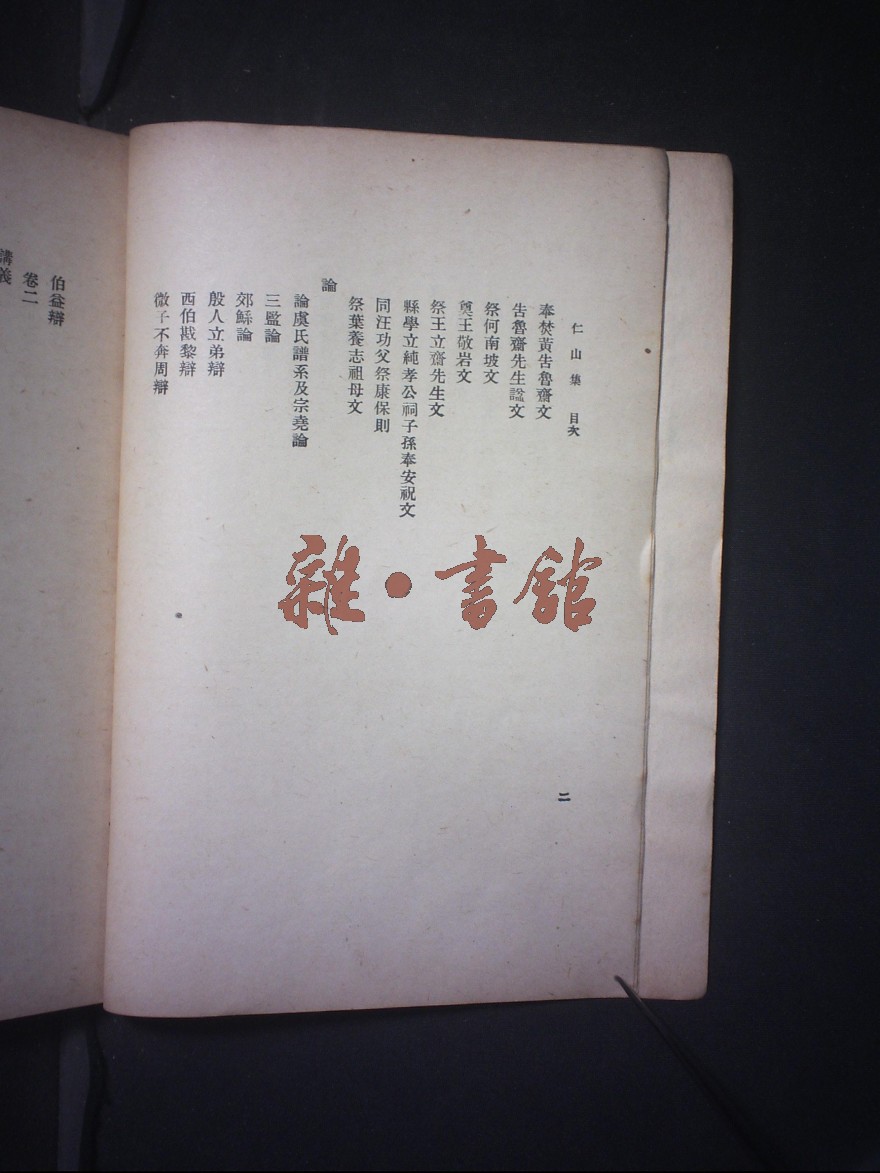 仁山集 目次
奉焚黃告魯齋文
告魯齋先生諡文
祭何南坡文
奠王敬岩文
祭王立齋先生文
縣學立純孝公祠子孫奉安祝文
同汪功父祭康保則
祭葉養志祖母文
論
論虞氏譜系及宗堯論
三監論
郊鯀論
殷人立弟辯
西伯戡黎辯
微子不奔周辯
二
伯益辯
卷二
講義
雜·書館